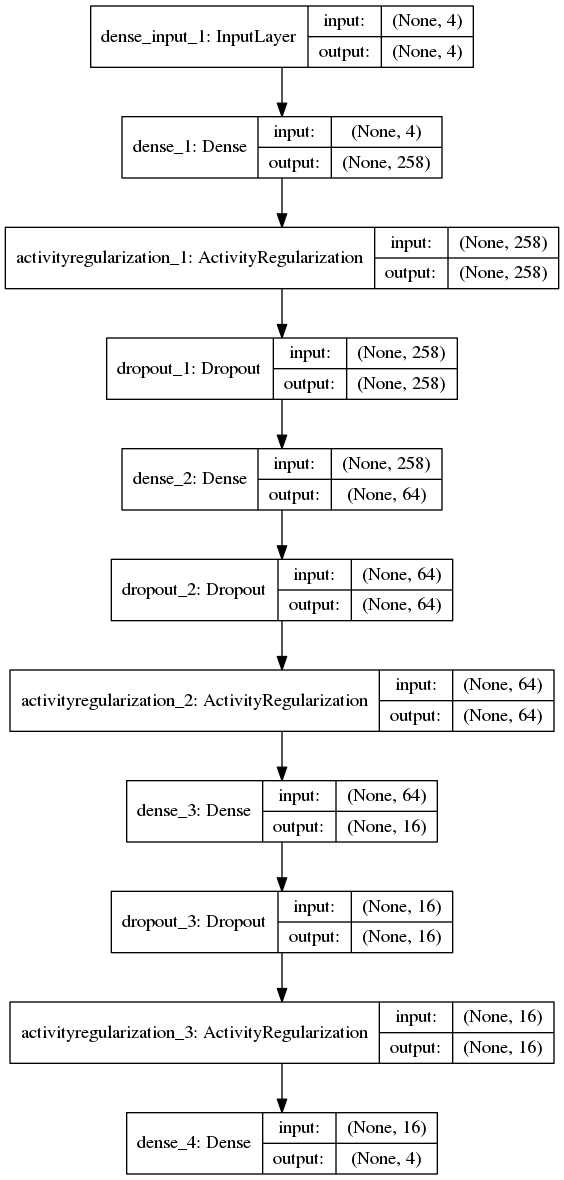 dense_input_1: InputLayer
input: (None, 4)
output: (None, 4)
dense_1: Dense
input: (None, 4)
output: (None, 258)
activityregularization_1: ActivityRegularization
input: (None, 258)
output: (None, 258)
dropout_1: Dropout
input: (None, 258)
output: (None, 258)
dense_2: Dense
input: (None, 258)
output: (None, 64)
dropout_2: Dropout
input: (None, 64)
output: (None, 64)
activityregularization_2: ActivityRegularization
input: (None, 64)
output: (None, 64)
dense_3: Dense
input: (None, 64)
output: (None, 16)
dropout_3: Dropout
input: (None, 16)
output: (None, 16)
activityregularization_3: ActivityRegularization
input: (None, 16)
output: (None, 16)
dense_4: Dense
input: (None, 16)
output: (None, 4)